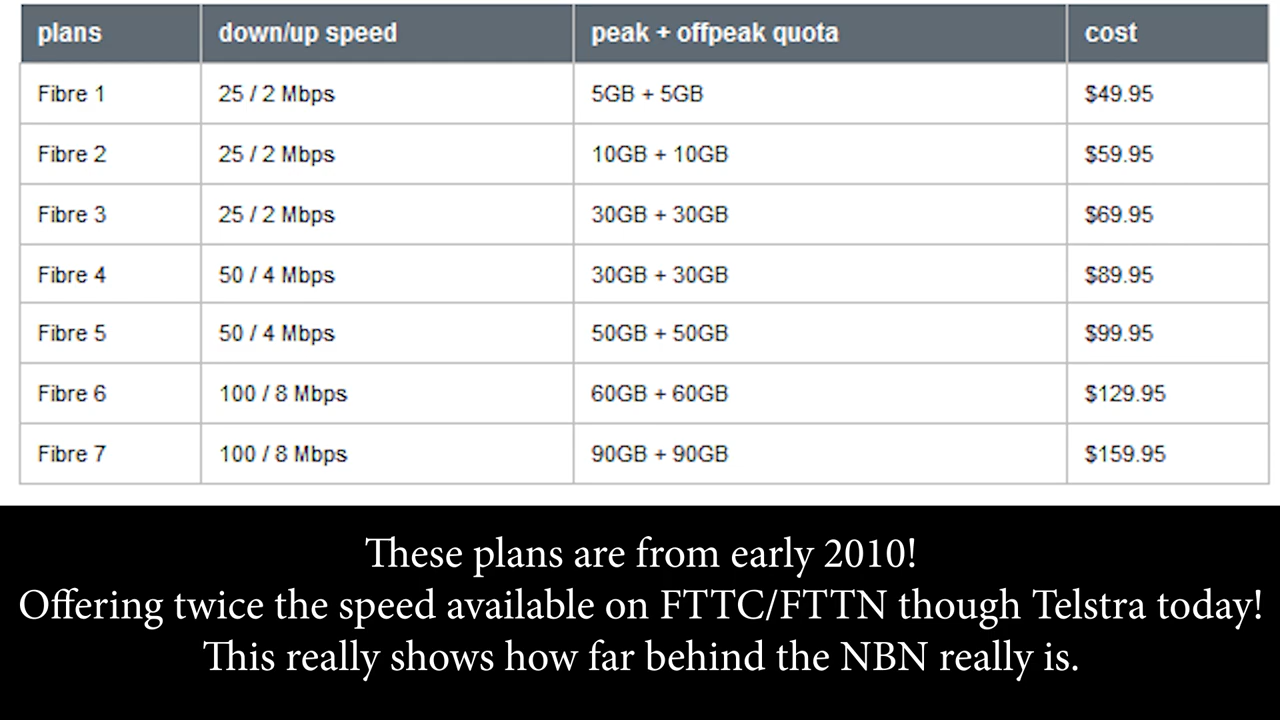 plans down/up speed peak + offpeak quota cost
Fibre 1 25 / 2 Mbps 5GB + 5GB $49.95
Fibre 2 25 / 2 Mbps 10GB + 10GB $59.95
Fibre 3 25 / 2 Mbps 30GB + 30GB $69.95
Fibre 4 50 / 4 Mbps 30GB + 30GB $89.95
Fibre 5 50 / 4 Mbps 50GB + 50GB $99.95
Fibre 6 100 / 8 Mbps 60GB + 60GB $129.95
Fibre 7 100 / 8 Mbps 90GB + 90GB $159.95
These plans are from early 2010!
Offering twice the speed available on FTTC/FTTN though Telstra today!
This really shows how far behind the NBN really is.